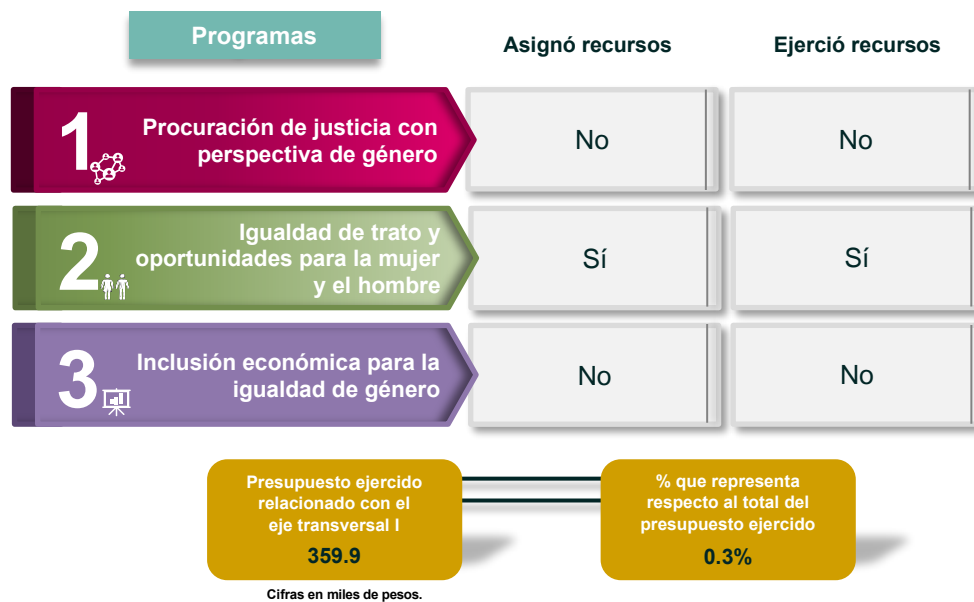 Programas
Asignó recursos
Ejerció recursos
1
Procuración de justicia con
perspectiva de género
No
No
2
Igualdad de trato y
oportunidades para la mujer
y el hombre
Sí
Sí
3
Inclusión económica para la
igualdad de género
No
No
Presupuesto ejercido
relacionado con el
eje transversal I
359.9
% que representa
respecto al total del
presupuesto ejercido
0.3%
Cifras en miles de pesos.